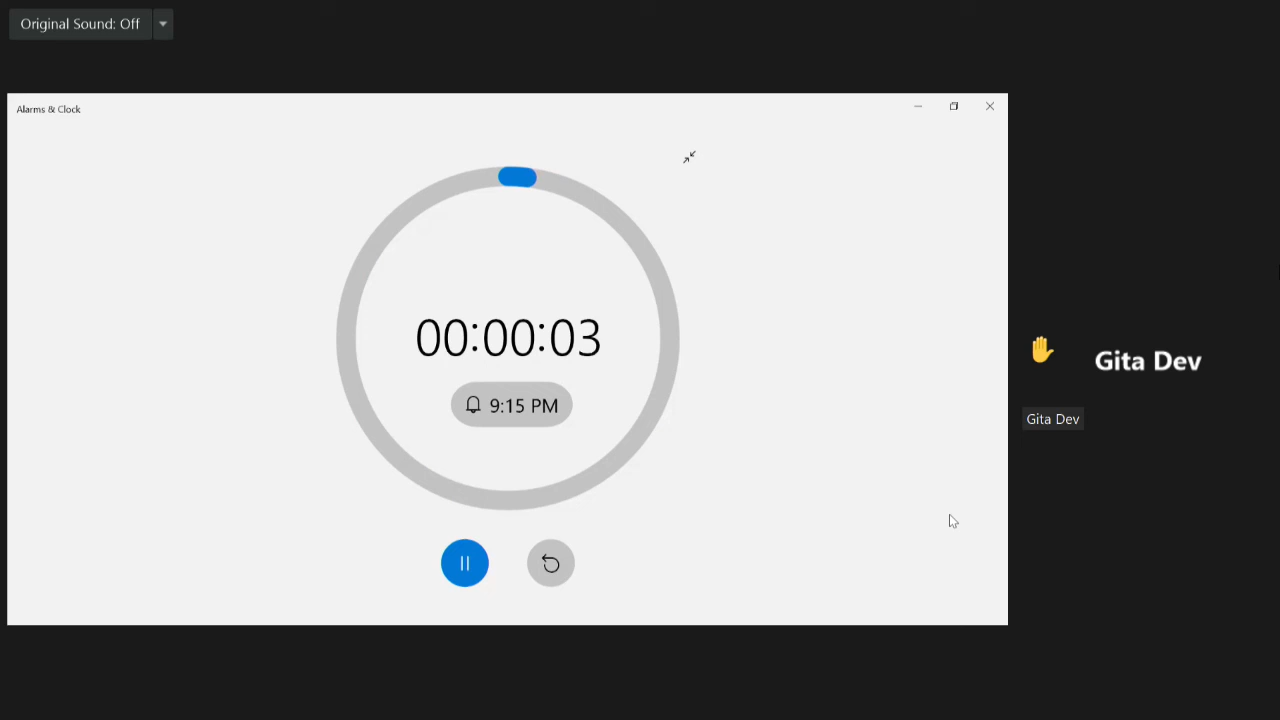 Original Sound: Off
Alarms & Clock
00:00:03
9:15 PM
Gita Dev
Gita Dev